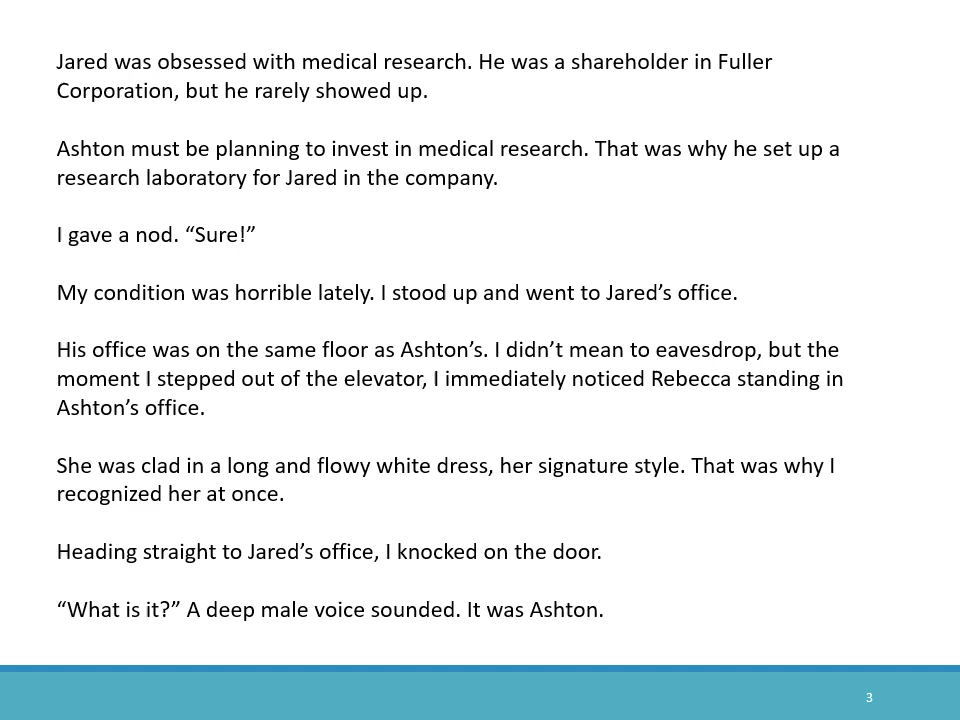 Jared was obsessed with medical research. He was a shareholder in Fuller
Corporation, but he rarely showed up.
Ashton must be planning to invest in medical research. That was why he set up a
research laboratory for Jared in the company.
I gave a nod. “Sure!”
My condition was horrible lately. I stood up and went to Jared’s office.
His office was on the same floor as Ashton’s. I didn’t mean to eavesdrop, but the
moment I stepped out of the elevator, I immediately noticed Rebecca standing in
Ashton’s office.
She was clad in a long and flowy white dress, her signature style. That was why I
recognized her at once.
Heading straight to Jared’s office, I knocked on the door.
“What is it?” A deep male voice sounded. It was Ashton.
3